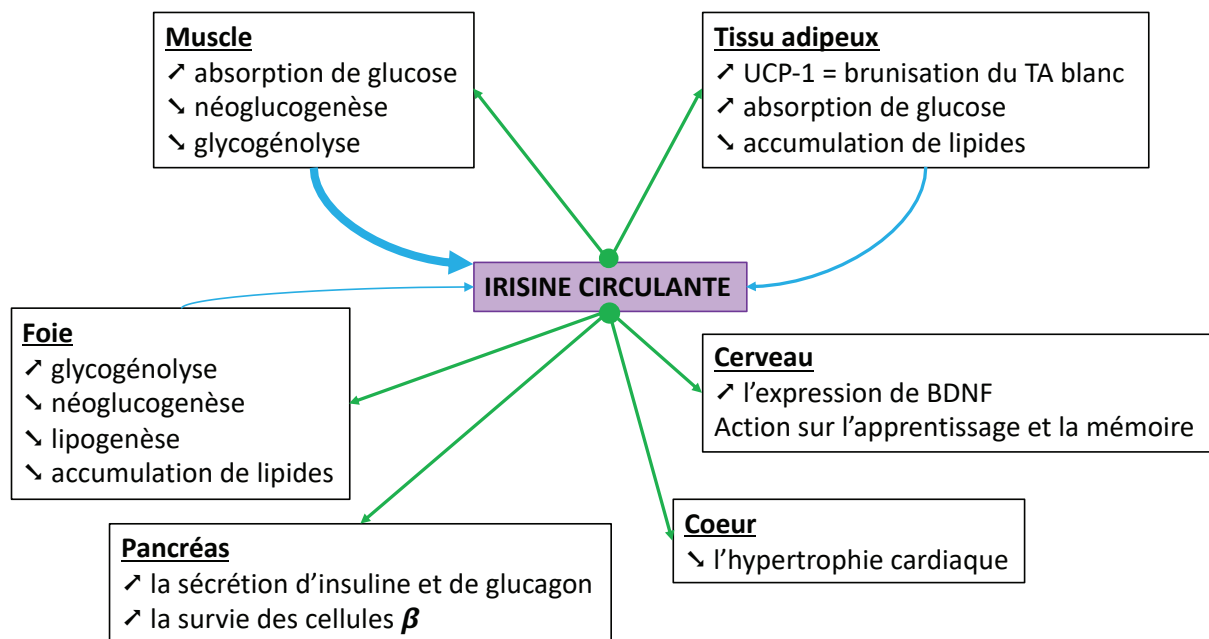 Muscle
↗ absorption de glucose
↘ néoglucogenèse
↘ glycogénolyse
Tissu adipeux
↗ UCP-1 = brunisation du TA blanc
↗ absorption de glucose
↘ accumulation de lipides
IRISINE CIRCULANTE
Foie
↗ glycogénolyse
↘ néoglucogenèse
↘ lipogenèse
↘ accumulation de lipides
Cerveau
↗ l'expression de BDNF
Action sur l'apprentissage et la mémoire
Pancréas
↗ la sécrétion d'insuline et de glucagon
↗ la survie des cellules β
Coeur
↘ l'hypertrophie cardiaque